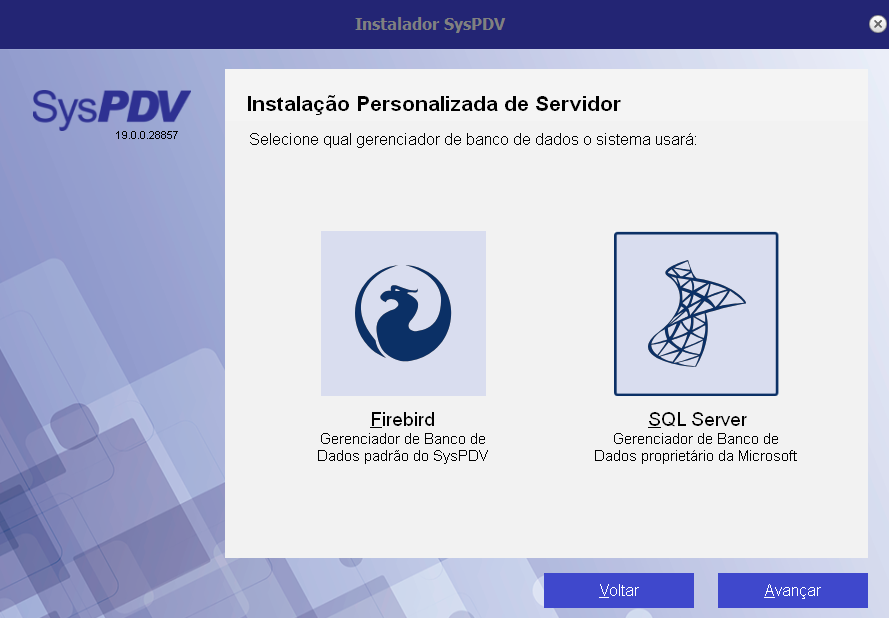 Instalador SysPDV
SysPDV
19.0.0.28857
Instalação Personalizada de Servidor
Selecione qual gerenciador de banco de dados o sistema usará:
Firebird
Gerenciador de Banco de
Dados padrão do SysPDV
SQL Server
Gerenciador de Banco de
Dados proprietário da Microsoft
Voltar
Avançar